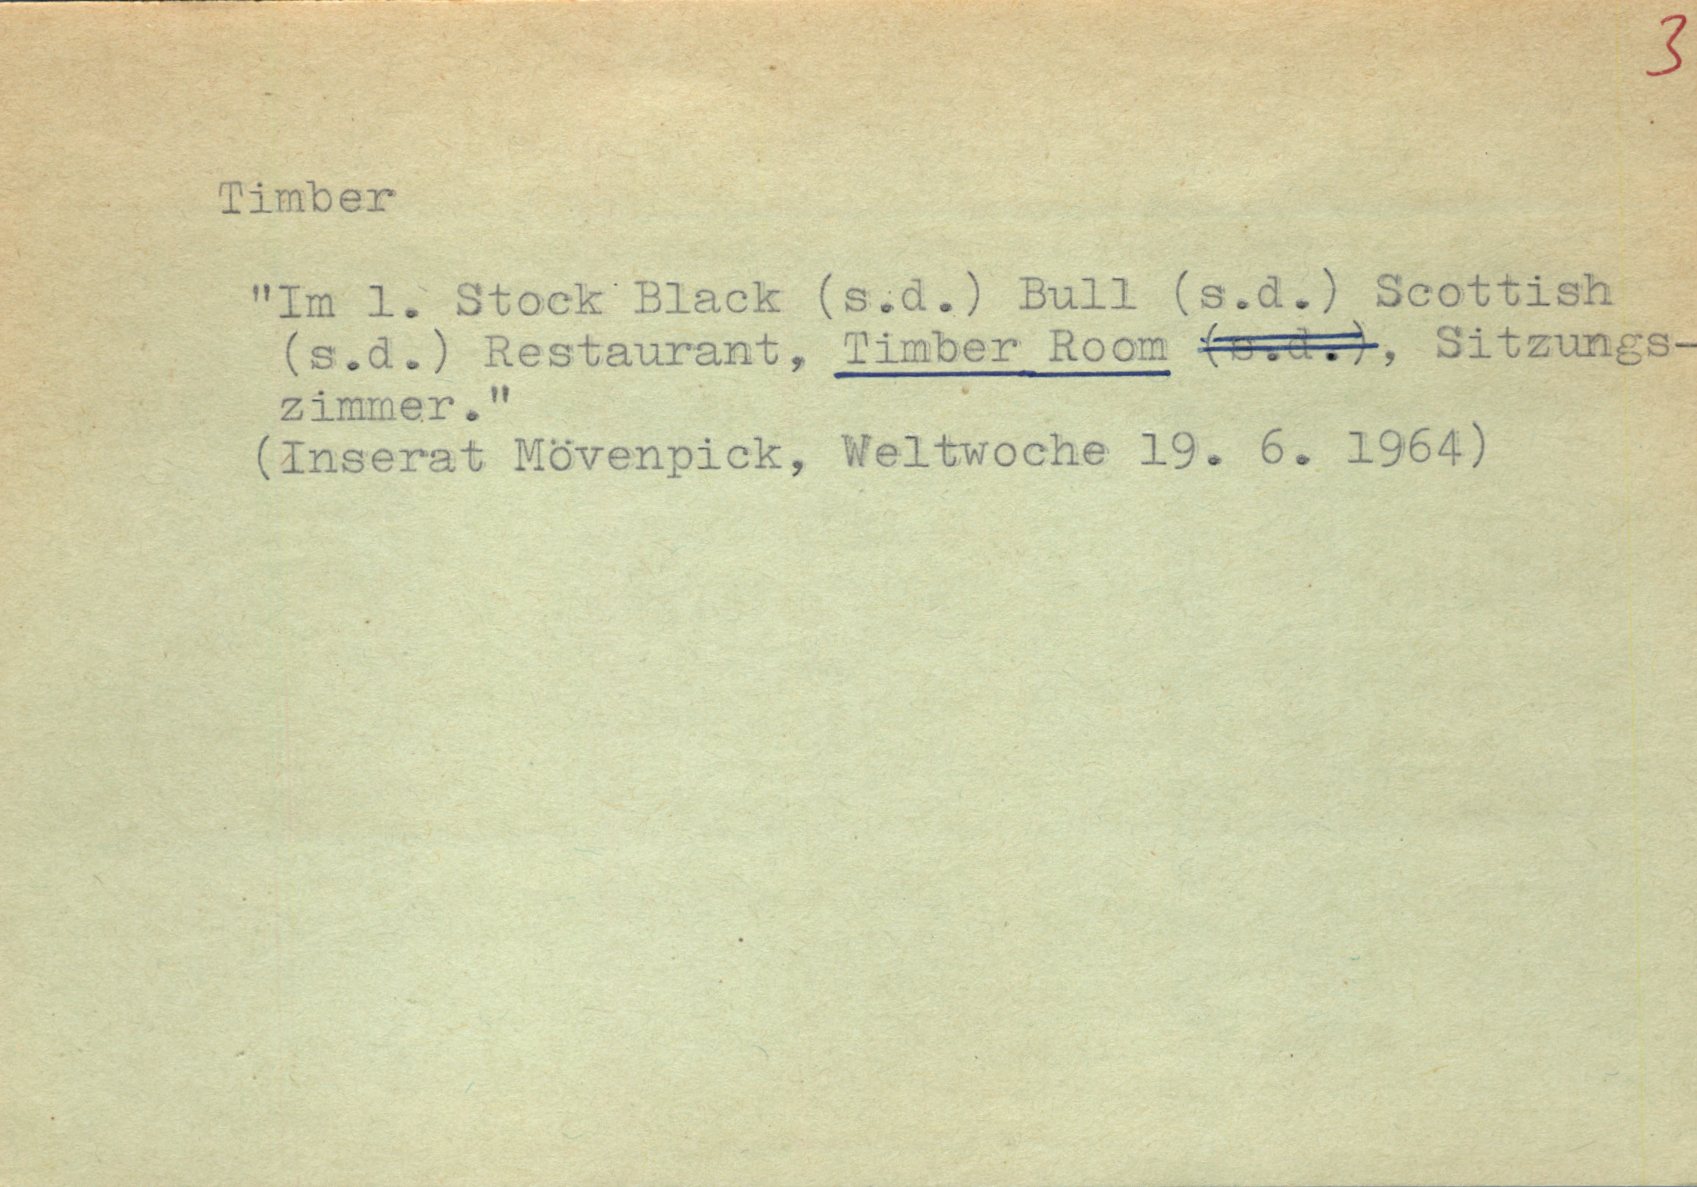 3
Timber
"Im 1. Stock Black (s.d.) Bull (s.d.) Scottish
(s.d.) Restaurant, Timber Room (s.d.), Sitzungs-
zimmer."
(Inserat Mövenpick, Weltwoche 19. 6. 1964)